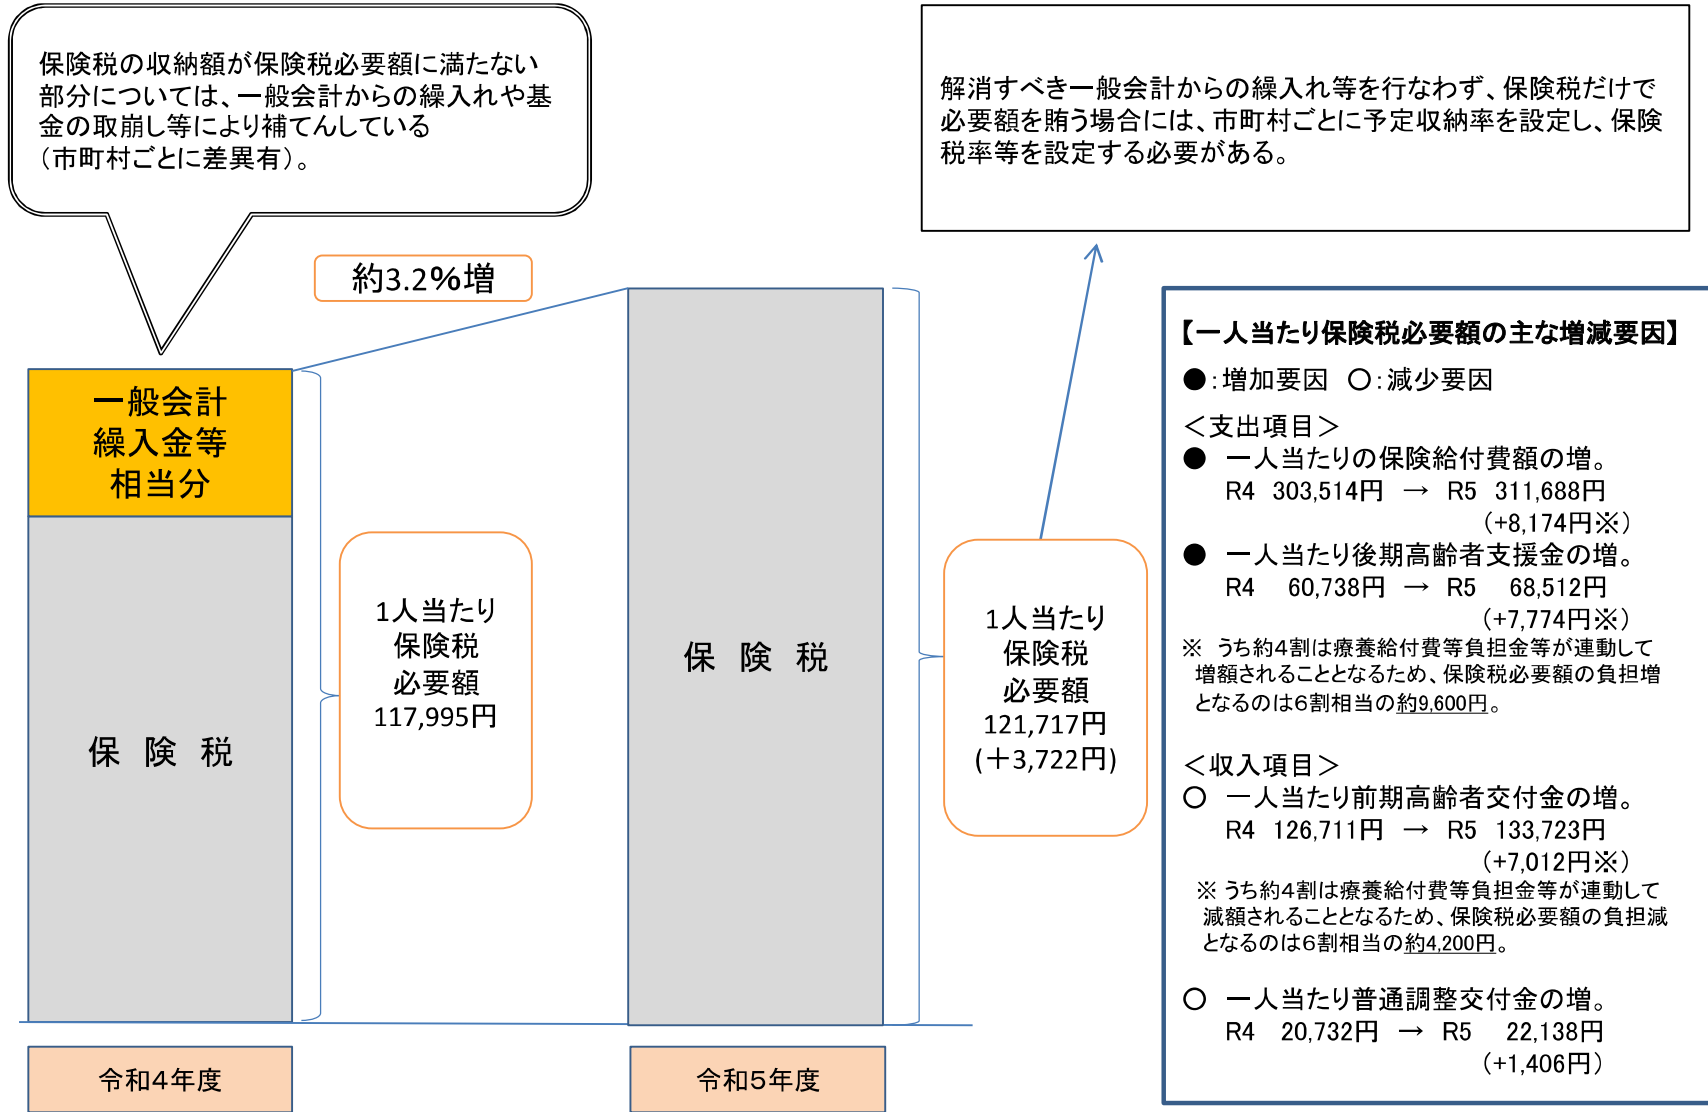 保険税の収納額が保険税必要額に満たない
部分については、一般会計からの繰入れや基
金の取崩し等により補てんしている
（市町村ごとに差異有）。
解消すべき一般会計からの繰入れ等を行なわず、保険税だけで
必要額を賄う場合には、市町村ごとに予定収納率を設定し、保険
税率等を設定する必要がある。
約3.2％増
一般会計
繰入金等
相当分
保 険 税
1人当たり
保険税
必要額
117,995円
保 険 税
1人当たり
保険税
必要額
121,717円
(＋3,722円)
令和4年度
令和5年度
【一人当たり保険税必要額の主な増減要因】
●：増加要因 ○：減少要因
＜支出項目＞
● 一人当たりの保険給付費額の増。
R4 303,514円 → R5 311,688円
（+8,174円※）
● 一人当たり後期高齢者支援金の増。
R4 60,738円 → R5 68,512円
（+7,774円※）
※ うち約４割は療養給付費等負担金等が連動して
増額されることとなるため、保険税必要額の負担増
となるのは６割相当の約9,600円。
＜収入項目＞
○ 一人当たり前期高齢者交付金の増。
R4 126,711円 → R5 133,723円
（+7,012円※）
※ うち約４割は療養給付費等負担金等が連動して
減額されることとなるため、保険税必要額の負担減
となるのは６割相当の約4,200円。
○ 一人当たり普通調整交付金の増。
R4 20,732円 → R5 22,138円
（+1,406円）